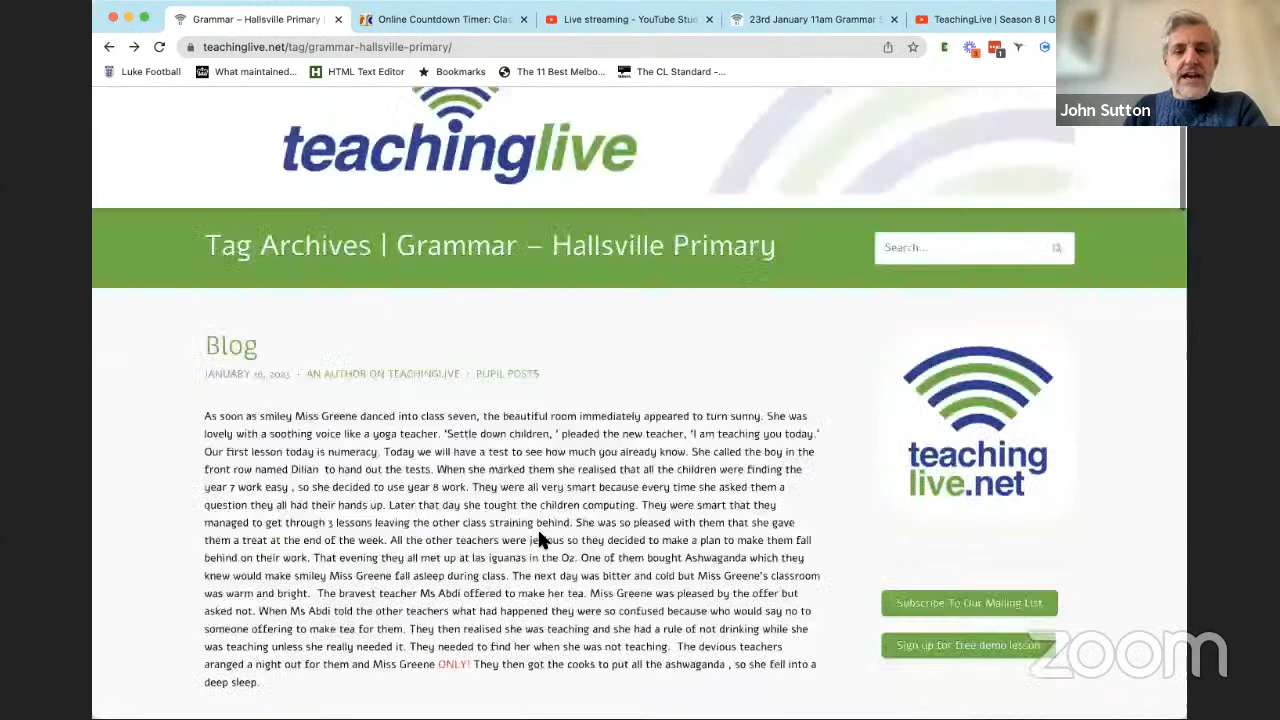 Grammar – Hallsville Primary |
Online Countdown Timer: Clas
Live streaming - YouTube Stu
23rd January 11am Grammar S
TeachingLive | Season 8 | G
teachinglive.net/tag/grammar-hallsville-primary/
Luke Football
What maintained...
HTML Text Editor
Bookmarks
The 11 Best Melbo...
The CL Standard -...
John Sutton
teachinglive
Tag Archives | Grammar – Hallsville Primary
Search...
Blog
JANUARY 16, 2023 · AN AUTHOR ON TEACHINGLIVE · PUPIL POSTS
As soon as smiley Miss Greene danced into class seven, the beautiful room immediately appeared to turn sunny. She was
lovely with a soothing voice like a yoga teacher. 'Settle down children, ' pleaded the new teacher, 'I am teaching you today.'
Our first lesson today is numeracy. Today we will have a test to see how much you already know. She called the boy in the
front row named Dilian to hand out the tests. When she marked them she realised that all the children were finding the
year 7 work easy , so she decided to use year 8 work. They were all very smart because every time she asked them a
question they all had their hands up. Later that day she tought the children computing. They were smart that they
managed to get through 3 lessons leaving the other class straining behind. She was so pleased with them that she gave
them a treat at the end of the week. All the other teachers were so they decided to make a plan to make them fall
behind on their work. That evening they all met up at las iguanas in the Oz. One of them bought Ashwaganda which they
knew would make smiley Miss Greene fall asleep during class. The next day was bitter and cold but Miss Greene's classroom
was warm and bright. The bravest teacher Ms Abdi offered to make her tea. Miss Greene was pleased by the offer but
asked not. When Ms Abdi told the other teachers what had happened they were so confused because who would say no to
someone offering to make tea for them. They then realised she was teaching and she had a rule of not drinking while she
was teaching unless she really needed it. They needed to find her when she was not teaching. The devious teachers
aranged a night out for them and Miss Greene ONLY! They then got the cooks to put all the ashwaganda , so she fell into a
deep sleep.
teaching
live.net
Subscribe To Our Mailing List
Sign up for free demo lesson
zoom